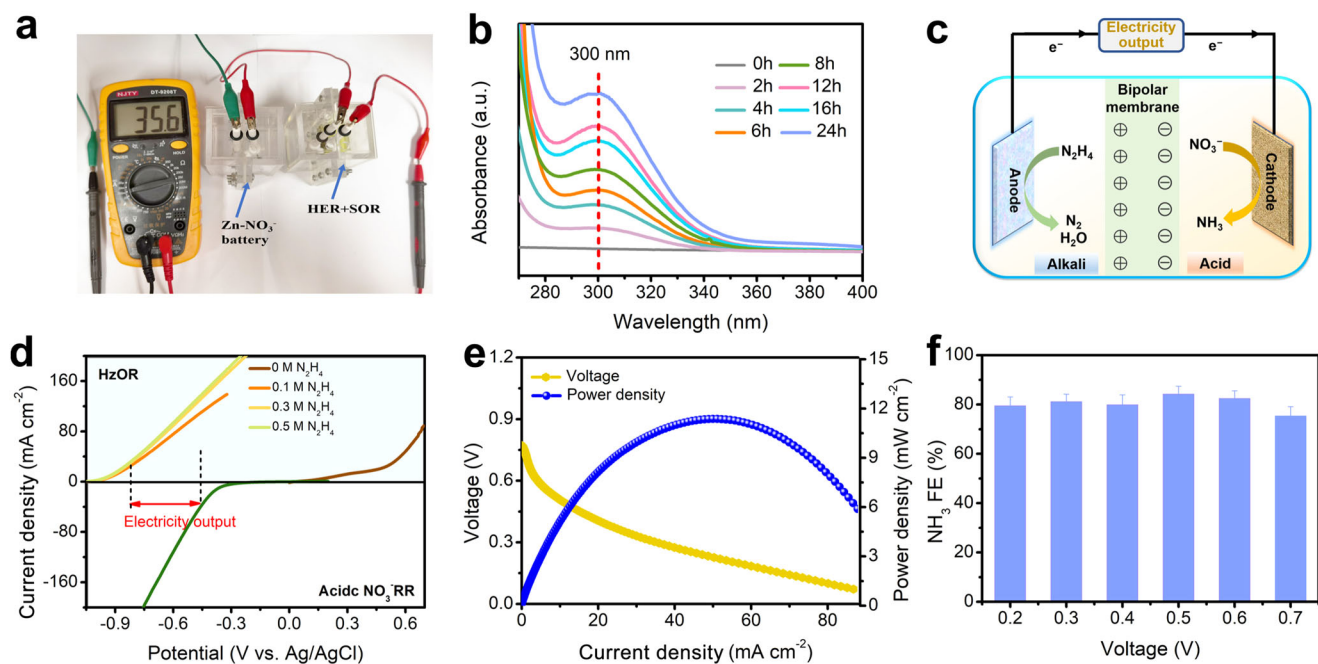 a
NJTY
DT-9208T
35.6
POWER
HOLD
Zn-NO₃⁻
battery
HER+SOR
b
300 nm
0h
2h
4h
6h
8h
12h
16h
24h
Absorbance (a.u.)
280 300 320 340 360 380 400
Wavelength (nm)
c
Electricity
output
e⁻
e⁻
Bipolar
membrane
Anode
N₂H₄
N₂
H₂O
Alkali
NO₃⁻
NH₃
Cathode
Acid
d
HzOR
0 M N₂H₄
0.1 M N₂H₄
0.3 M N₂H₄
0.5 M N₂H₄
Electricity output
Acidc NO₃⁻RR
160
80
0
-80
-160
Current density (mA cm⁻²)
-0.9 -0.6 -0.3 0.0 0.3 0.6
Potential (V vs. Ag/AgCl)
e
Voltage
Power density
1.2
0.9
0.6
0.3
0.0
Voltage (V)
15
12
9
6
3
0
Power density (mW cm⁻²)
0 20 40 60 80
Current density (mA cm⁻²)
f
100
80
60
40
20
0
NH₃ FE (%)
0.2 0.3 0.4 0.5 0.6 0.7
Voltage (V)